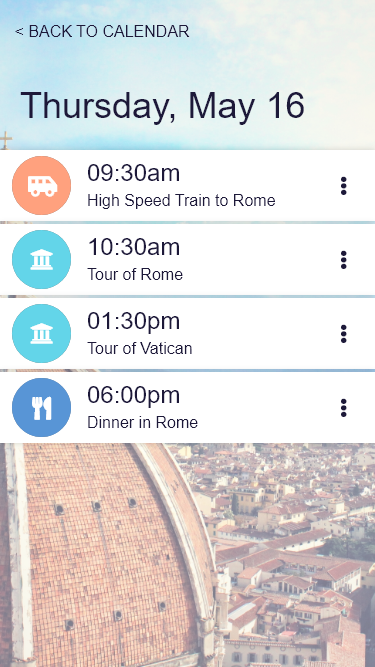 < BACK TO CALENDAR
Thursday, May 16
09:30am
High Speed Train to Rome
10:30am
Tour of Rome
01:30pm
Tour of Vatican
06:00pm
Dinner in Rome